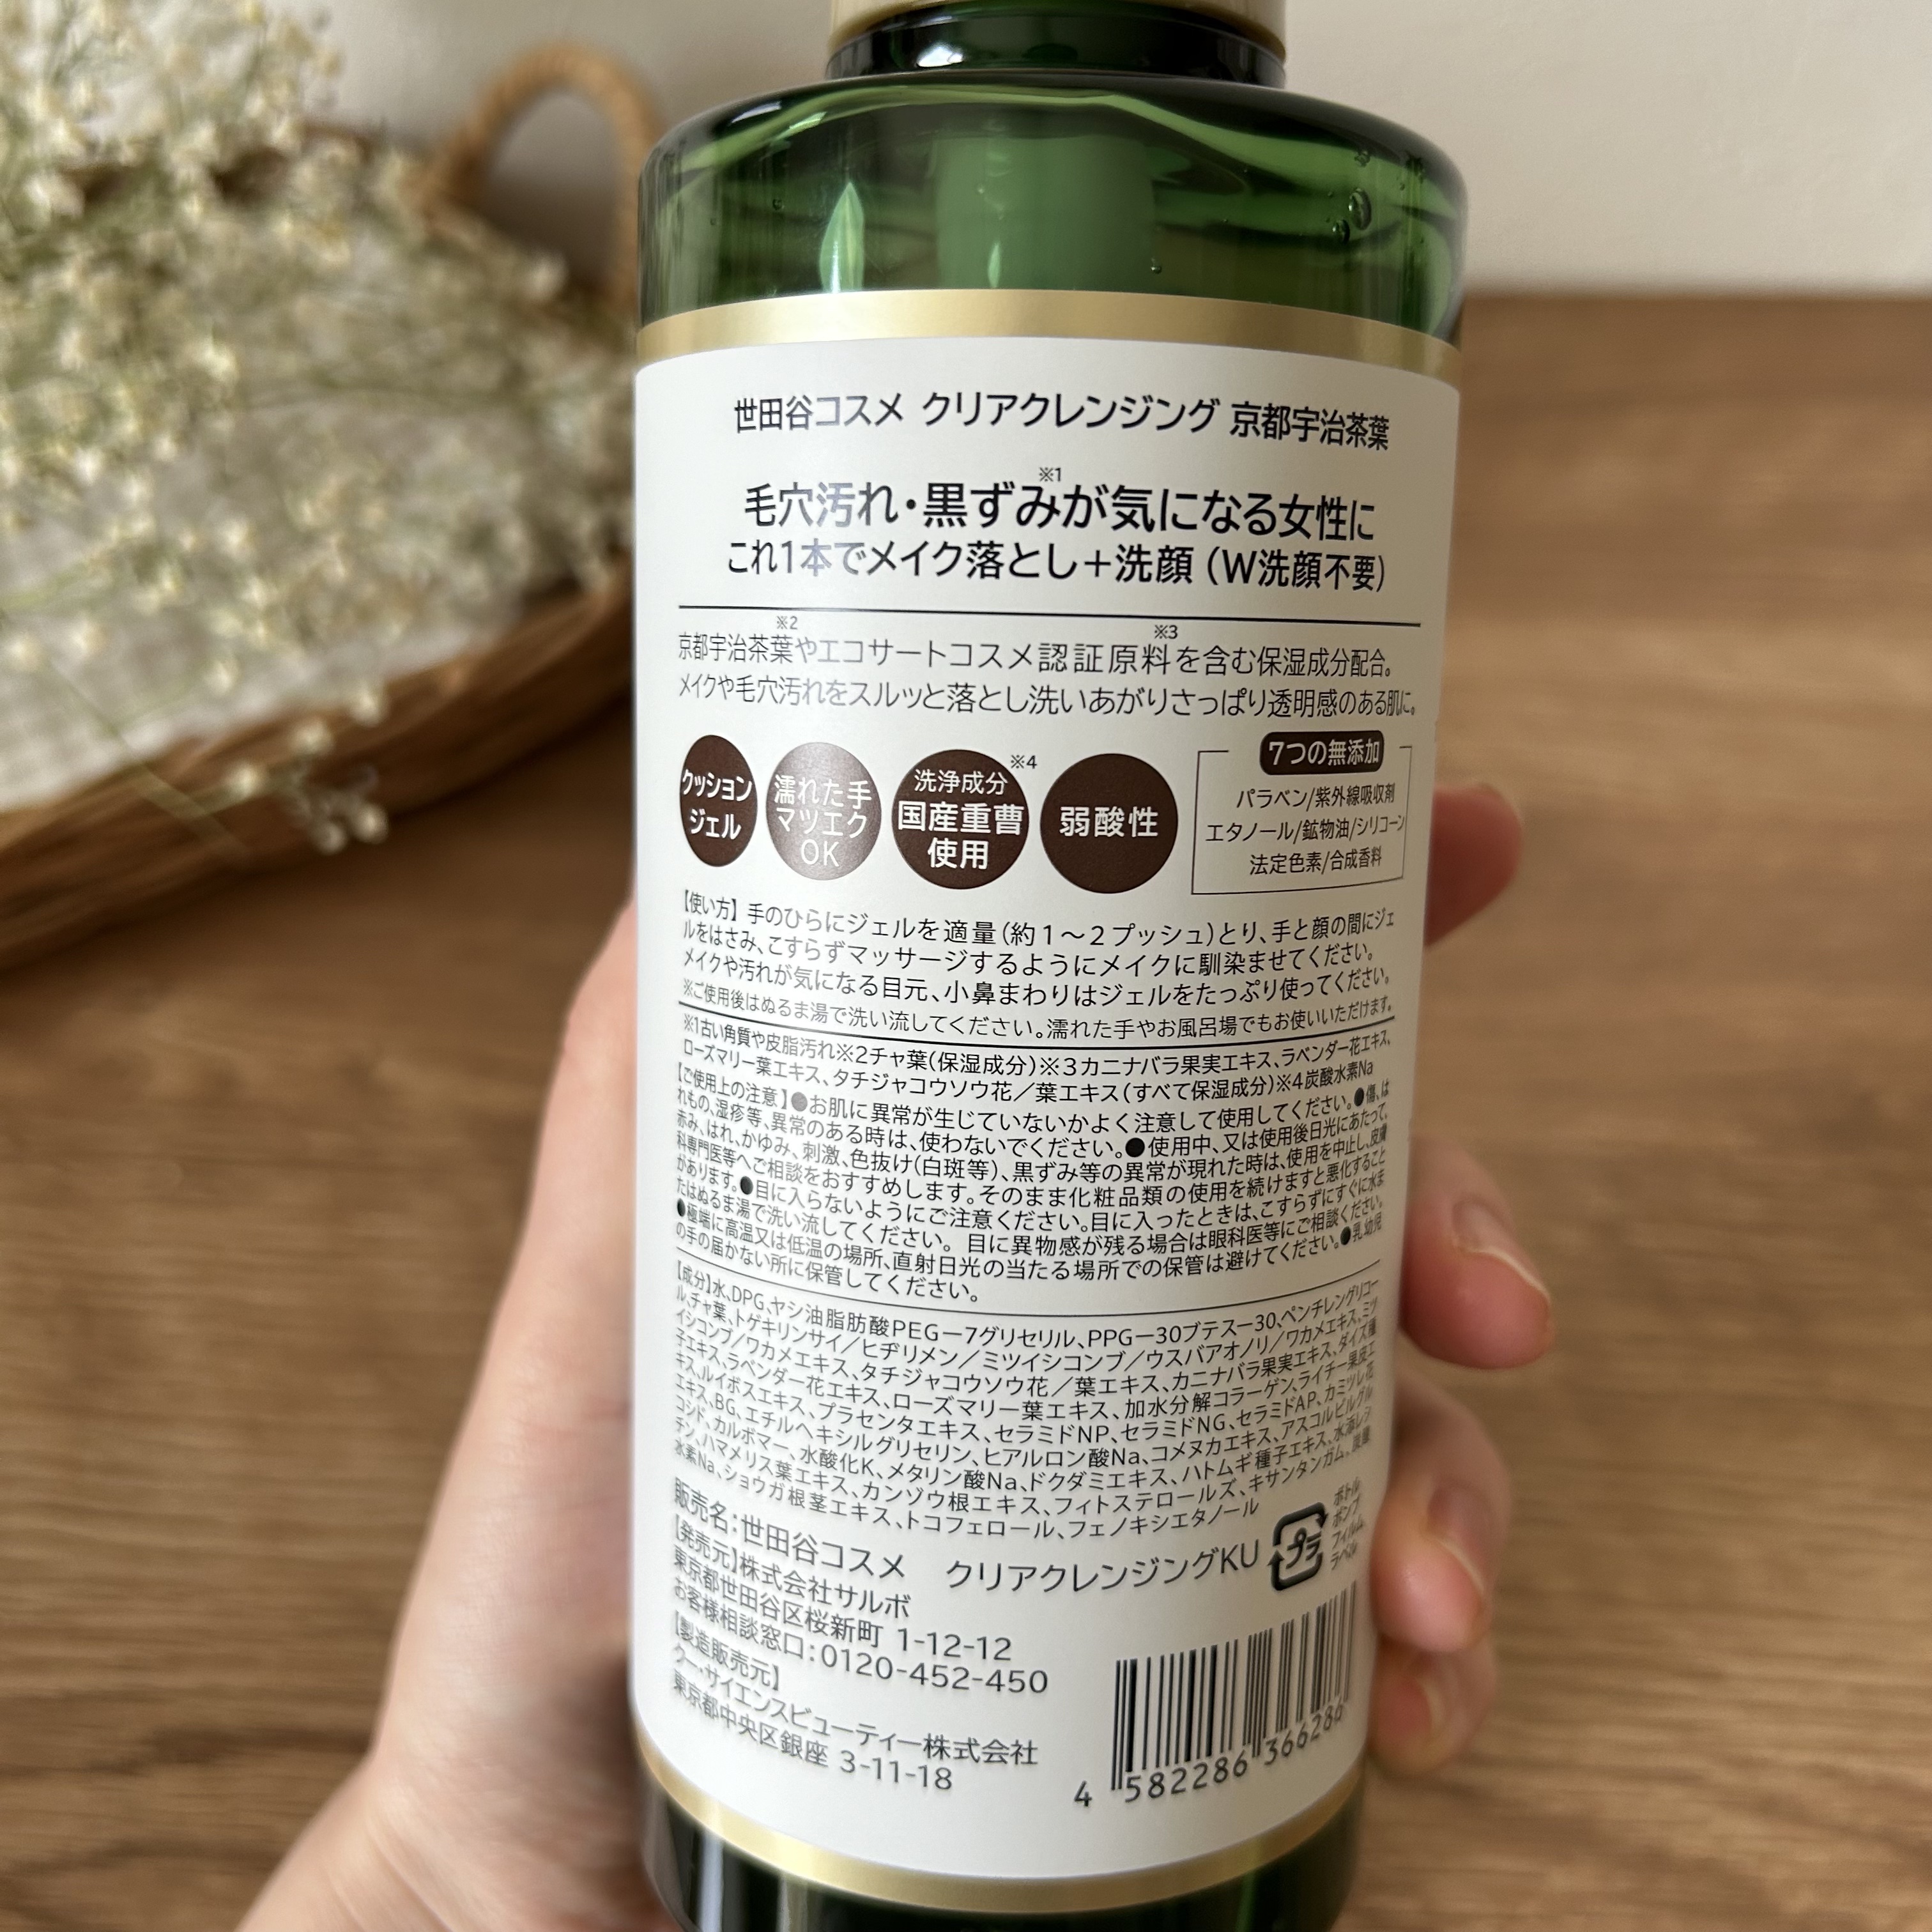 世田谷コスメ クリアクレンジング 京都宇治茶葉
毛穴汚れ・黒ずみ※1が気になる女性に
これ1本でメイク落とし＋洗顔（W洗顔不要）
京都宇治茶葉※2やエコサートコスメ認証原料※3を含む保湿成分配合。
メイクや毛穴汚れをスルッと落とし洗いあがりさっぱり透明感のある肌に。
クッション
ジェル
濡れた手
マツエク
OK
洗浄成分※4
国産重曹
使用
弱酸性
7つの無添加
パラベン/紫外線吸収剤
エタノール/鉱物油/シリコーン
法定色素/合成香料
【使い方】手のひらにジェルを適量（約1〜2プッシュ）とり、手と顔の間にジェ
ルをはさみ、こすらずマッサージするようにメイクに馴染ませてください。
メイクや汚れが気になる目元、小鼻まわりはジェルをたっぷり使ってください。
※ご使用後はぬるま湯で洗い流してください。濡れた手やお風呂場でもお使いいただけます。
※1古い角質や皮脂汚れ※2チャ葉（保湿成分）※3カニナバラ果実エキス、ラベンダー花エキス、
ローズマリー葉エキス、タチジャコウソウ花／葉エキス（すべて保湿成分）※4炭酸水素Na
【ご使用上の注意】●お肌に異常が生じていないかよく注意して使用してください。●傷、は
れもの、湿疹等、異常のある時は、使わないでください。●使用中、又は使用後日光にあたって、
赤み、はれ、かゆみ、刺激、色抜け（白斑等）、黒ずみ等の異常が現れた時は、使用を中止し、皮膚
科専門医等へご相談をおすすめします。そのまま化粧品類の使用を続けますと悪化すること
があります。●目に入らないようにご注意ください。目に入ったときは、こすらずにすぐに水ま
たはぬるま湯で洗い流してください。 目に異物感が残る場合は眼科医等にご相談ください。
●極端に高温又は低温の場所、直射日光の当たる場所での保管は避けてください。●乳幼児
の手の届かない所に保管してください。
【成分】水、DPG、ヤシ油脂肪酸PEG－7グリセリル、PPG－30ブテス－30、ペンチレングリコー
ル、チャ葉、トゲキリンサイ／ヒヂリメン／ミツイシコンブ／ウスバアオノリ／ワカメエキス、ミツ
イシコンブ／ワカメエキス、タチジャコウソウ花／葉エキス、カニナバラ果実エキス、ダイズ種
子エキス、ラベンダー花エキス、ローズマリー葉エキス、加水分解コラーゲン、ライチー果皮エ
キス、ルイボスエキス、プラセンタエキス、セラミドNP、セラミドNG、セラミドAP、カミツレ花
エキス、BG、エチルヘキシルグリセリン、ヒアルロン酸Na、コメヌカエキス、アスコルビルグル
コシド、カルボマー、水酸化K、メタリン酸Na、ドクダミエキス、ハトムギ種子エキス、水添レシ
チン、ハマメリス葉エキス、カンゾウ根エキス、フィトステロールズ、キサンタンガム、炭酸
水素Na、ショウガ根茎エキス、トコフェロール、フェノキシエタノール
販売名：世田谷コスメ クリアクレンジングKU
プラ
ボトル
ポンプ
フィルム
ラベル
【発売元】株式会社サルボ
東京都世田谷区桜新町 1-12-12
お客様相談窓口：0120-452-450
【製造販売元】
クー・サイエンスビューティー株式会社
東京都中央区銀座 3-11-18
4 582286 366286